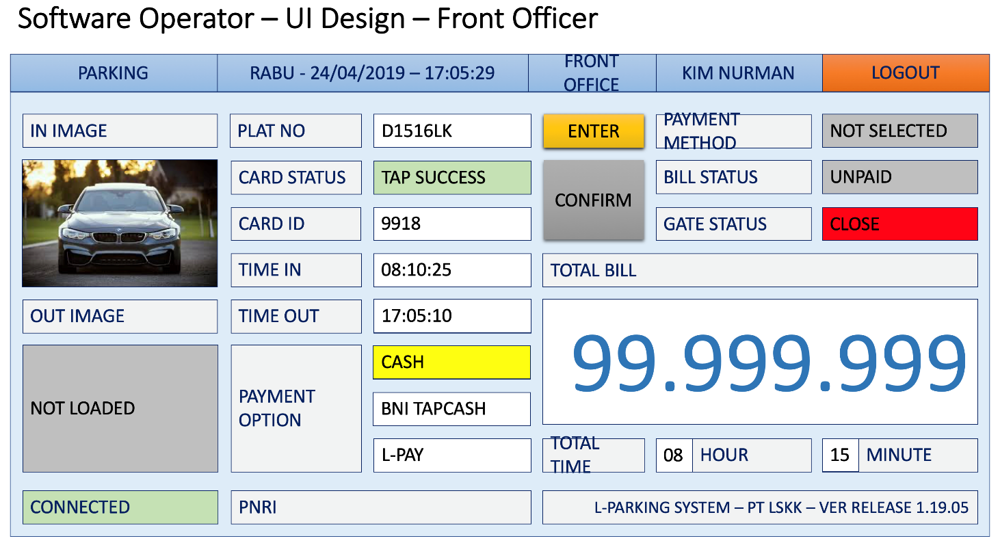 Software Operator – UI Design – Front Officer
PARKING
RABU - 24/04/2019 – 17:05:29
FRONT
OFFICE
KIM NURMAN
LOGOUT
IN IMAGE
PLAT NO
D1516LK
ENTER
PAYMENT
METHOD
NOT SELECTED
CARD STATUS
TAP SUCCESS
CONFIRM
BILL STATUS
UNPAID
CARD ID
9918
GATE STATUS
CLOSE
TIME IN
08:10:25
TOTAL BILL
OUT IMAGE
TIME OUT
17:05:10
99.999.999
NOT LOADED
PAYMENT
OPTION
CASH
BNI TAPCASH
L-PAY
TOTAL
TIME
08
HOUR
15
MINUTE
CONNECTED
PNRI
L-PARKING SYSTEM – PT LSKK – VER RELEASE 1.19.05